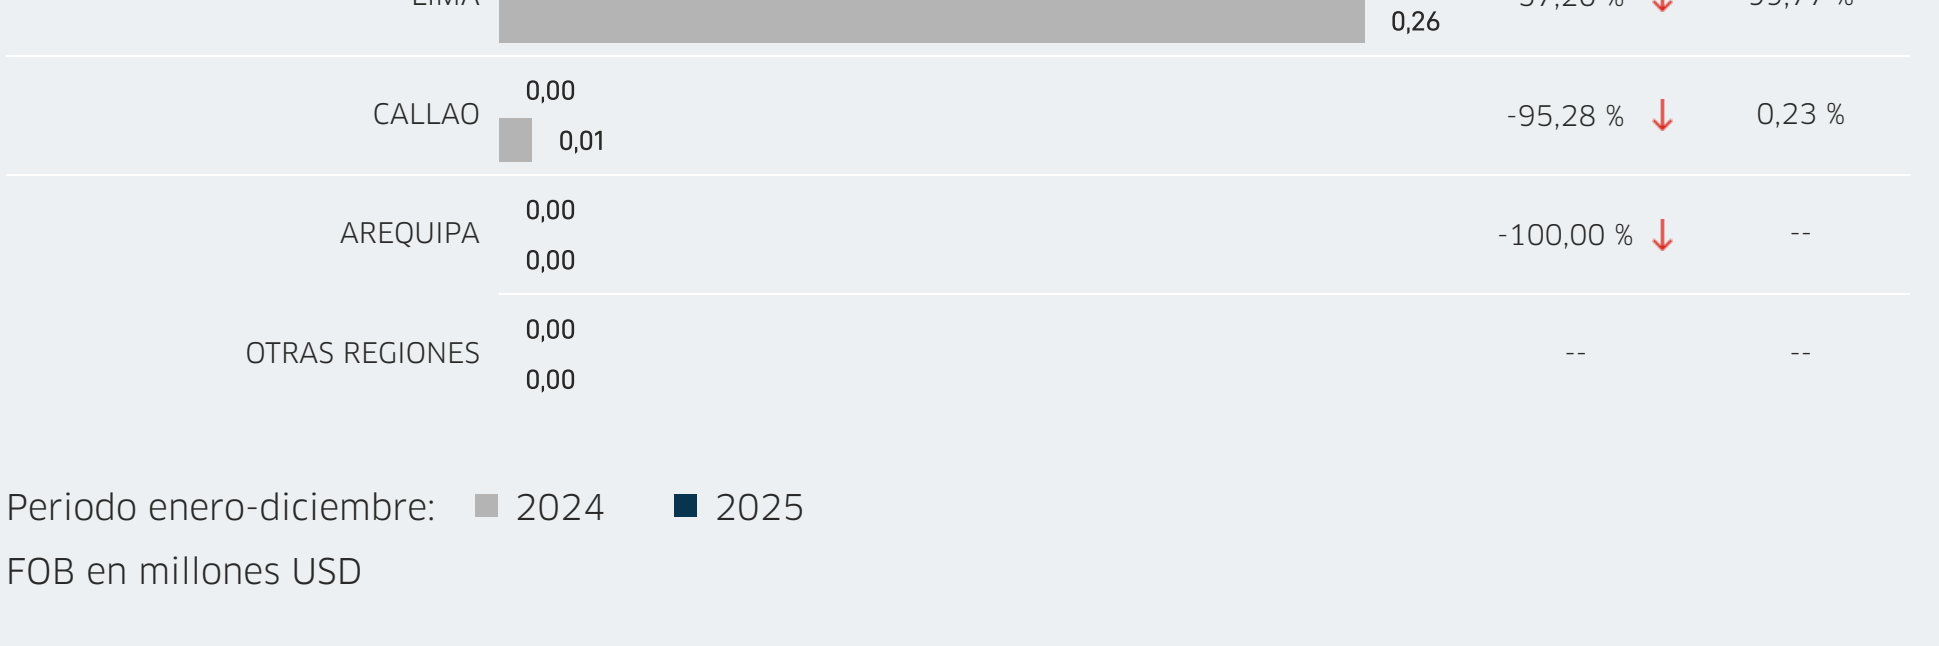 0,26
CALLAO 0,00 0,01 -95,28 % ↓ 0,23 %
AREQUIPA 0,00 0,00 -100,00 % ↓ --
OTRAS REGIONES 0,00 0,00 -- --
Periodo enero-diciembre: 2024 2025
FOB en millones USD